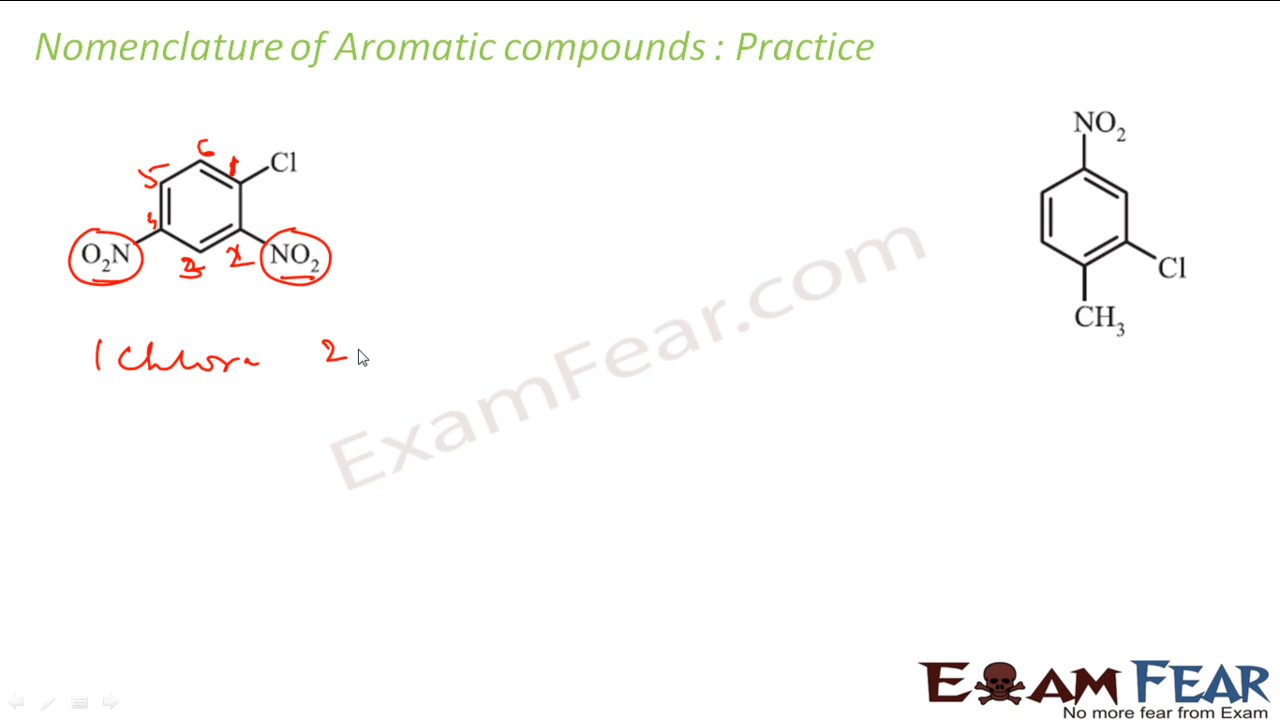 Nomenclature of Aromatic compounds : Practice
NO₂
6
1
Cl
5
4
O₂N
3
2
NO₂
Cl
CH₃
1 Chloro 2
ExamFear.com
EXAM FEAR
No more fear from Exam